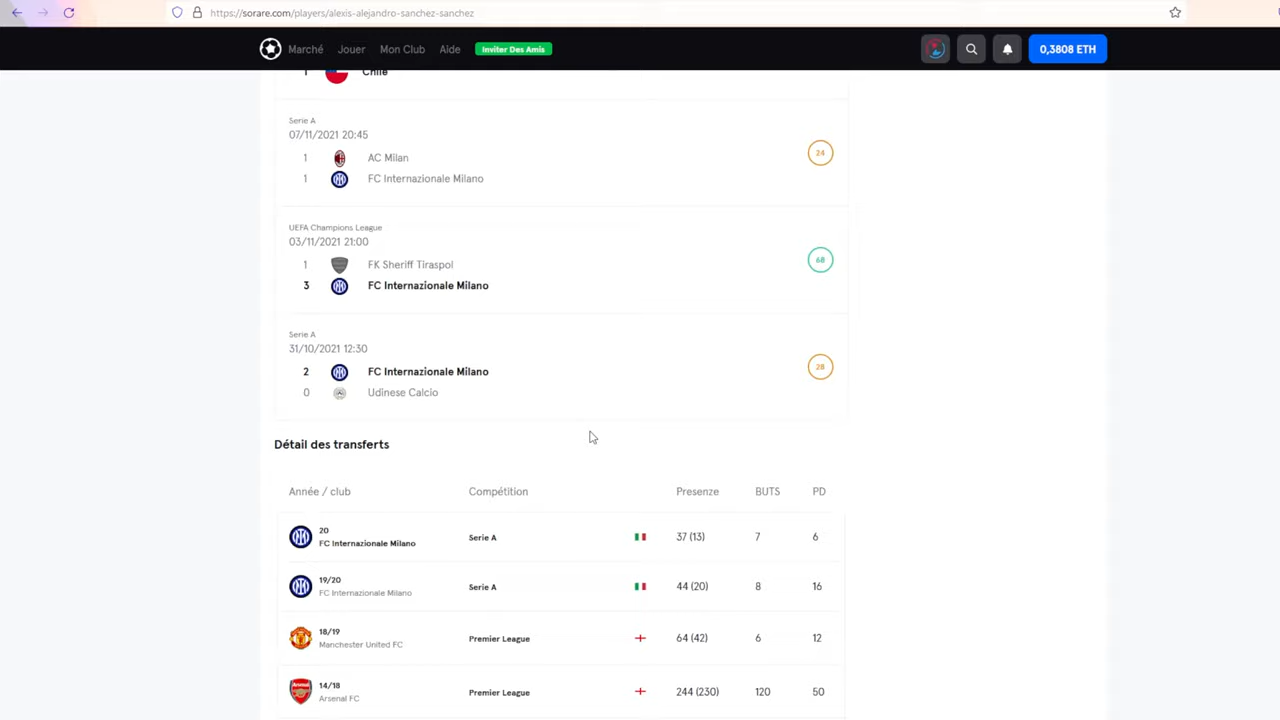 https://sorare.com/players/alexis-alejandro-sanchez-sanchez
Marché Jouer Mon Club Aide Inviter Des Amis 0,3808 ETH
1 Chile
Serie A
07/11/2021 20:45
1 AC Milan 24
1 FC Internazionale Milano
UEFA Champions League
03/11/2021 21:00
1 FK Sheriff Tiraspol 68
3 FC Internazionale Milano
Serie A
31/10/2021 12:30
2 FC Internazionale Milano 28
0 Udinese Calcio
Détail des transferts
Année / club Compétition Presenze BUTS PD
20
FC Internazionale Milano Serie A 37 (13) 7 6
19/20
FC Internazionale Milano Serie A 44 (20) 8 16
18/19
Manchester United FC Premier League 64 (42) 6 12
14/18
Arsenal FC Premier League 244 (230) 120 50